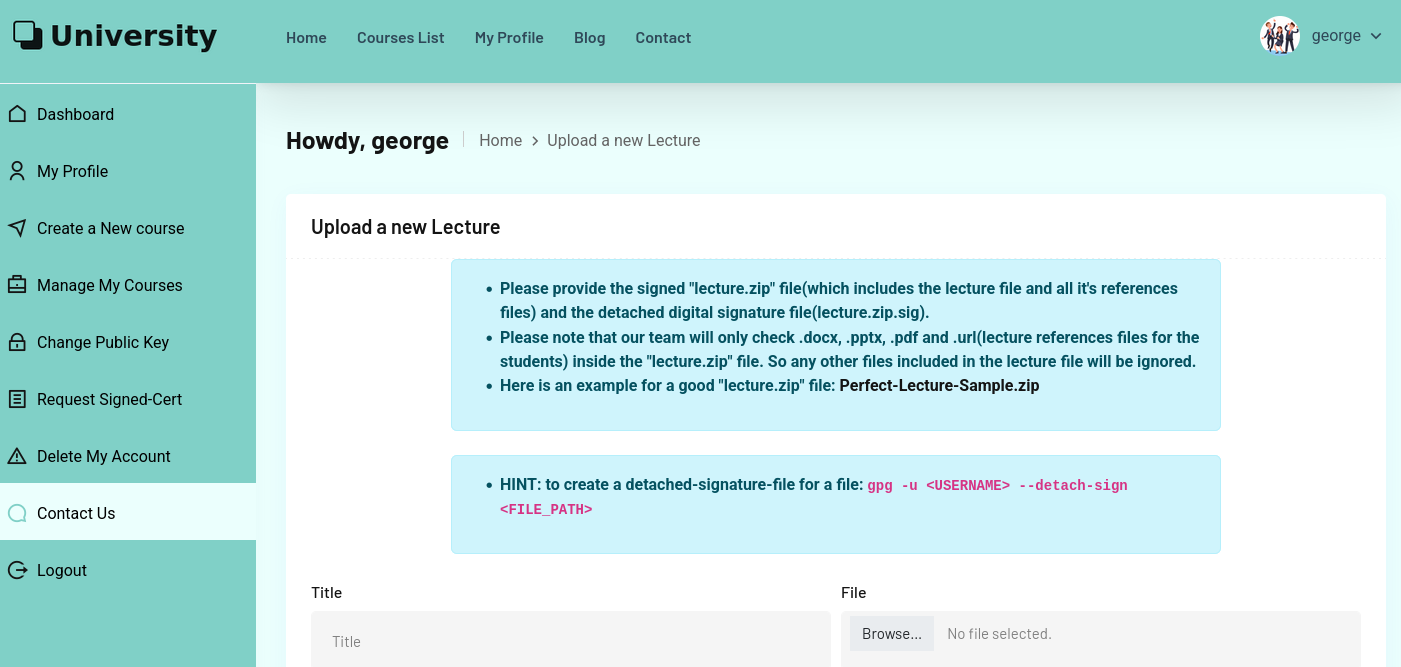 University
Home
Courses List
My Profile
Blog
Contact
george
Dashboard
My Profile
Create a New course
Manage My Courses
Change Public Key
Request Signed-Cert
Delete My Account
Contact Us
Logout
Howdy, george
Home > Upload a new Lecture
Upload a new Lecture
• Please provide the signed "lecture.zip" file(which includes the lecture file and all it's references
files) and the detached digital signature file(lecture.zip.sig).
• Please note that our team will only check .docx, .pptx, .pdf and .url(lecture references files for the
students) inside the "lecture.zip" file. So any other files included in the lecture file will be ignored.
• Here is an example for a good "lecture.zip" file: Perfect-Lecture-Sample.zip
• HINT: to create a detached-signature-file for a file: gpg -u <USERNAME> --detach-sign
<FILE_PATH>
Title
Title
File
Browse... No file selected.